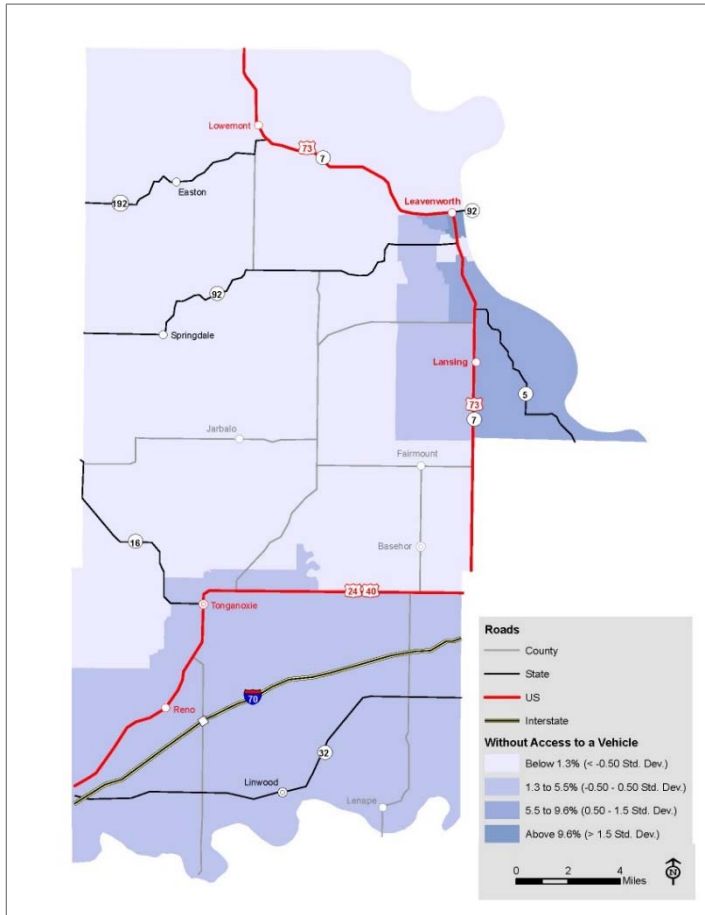 Lowemont
73
7
Easton
192
Leavenworth
92
92
Springdale
Lansing
5
73
7
Jarbalo
Fairmount
16
Basehor
24 40
Tonganoxie
Reno
70
32
Linwood
Lenape
Roads
County
State
US
Interstate
Without Access to a Vehicle
Below 1.3% (< -0.50 Std. Dev.)
1.3 to 5.5% (-0.50 - 0.50 Std. Dev.)
5.5 to 9.6% (0.50 - 1.5 Std. Dev.)
Above 9.6% (> 1.5 Std. Dev.)
0 2 4
Miles
N